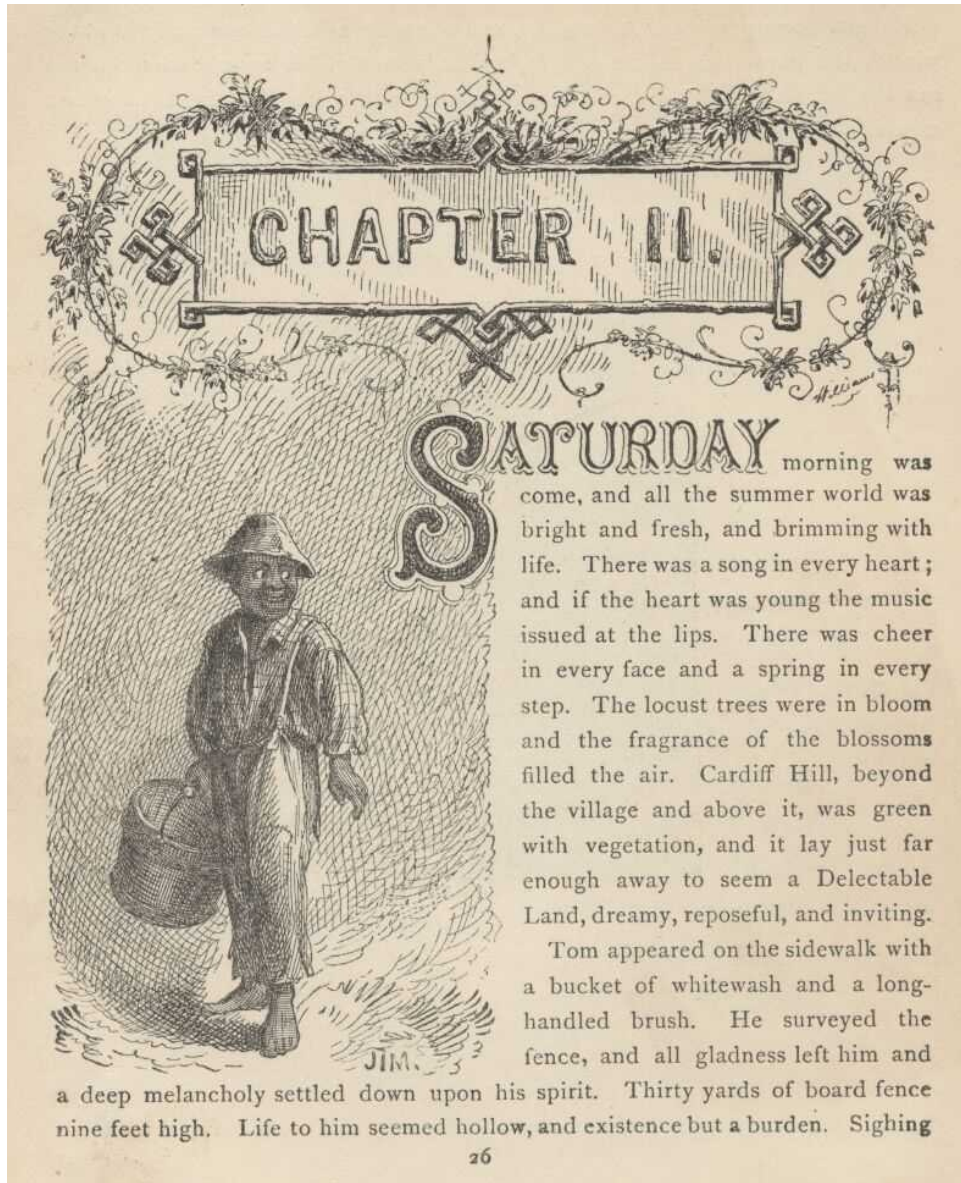 CHAPTER II.
Williams
SATURDAY morning was
come, and all the summer world was
bright and fresh, and brimming with
life. There was a song in every heart ;
and if the heart was young the music
issued at the lips. There was cheer
in every face and a spring in every
step. The locust trees were in bloom
and the fragrance of the blossoms
filled the air. Cardiff Hill, beyond
the village and above it, was green
with vegetation, and it lay just far
enough away to seem a Delectable
Land, dreamy, reposeful, and inviting.
Tom appeared on the sidewalk with
a bucket of whitewash and a long-
handled brush. He surveyed the
fence, and all gladness left him and
JIM.
a deep melancholy settled down upon his spirit. Thirty yards of board fence
nine feet high. Life to him seemed hollow, and existence but a burden. Sighing
26